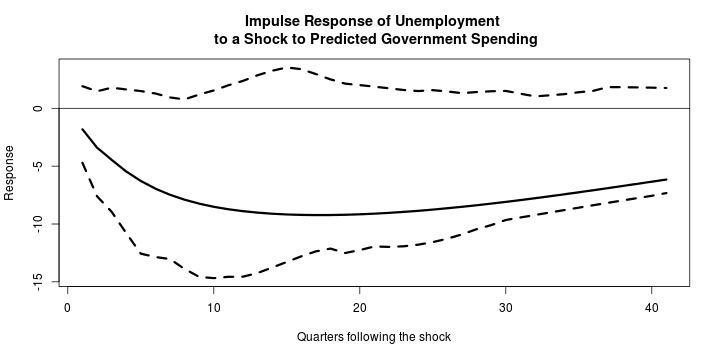 Impulse Response of Unemployment
to a Shock to Predicted Government Spending
Response
0
-5
-10
-15
0 10 20 30 40
Quarters following the shock